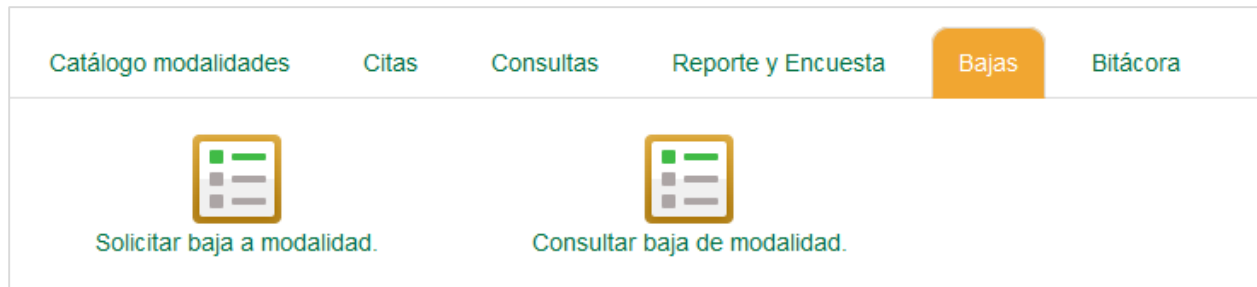 Catálogo modalidades Citas Consultas Reporte y Encuesta Bajas Bitácora
Solicitar baja a modalidad. Consultar baja de modalidad.